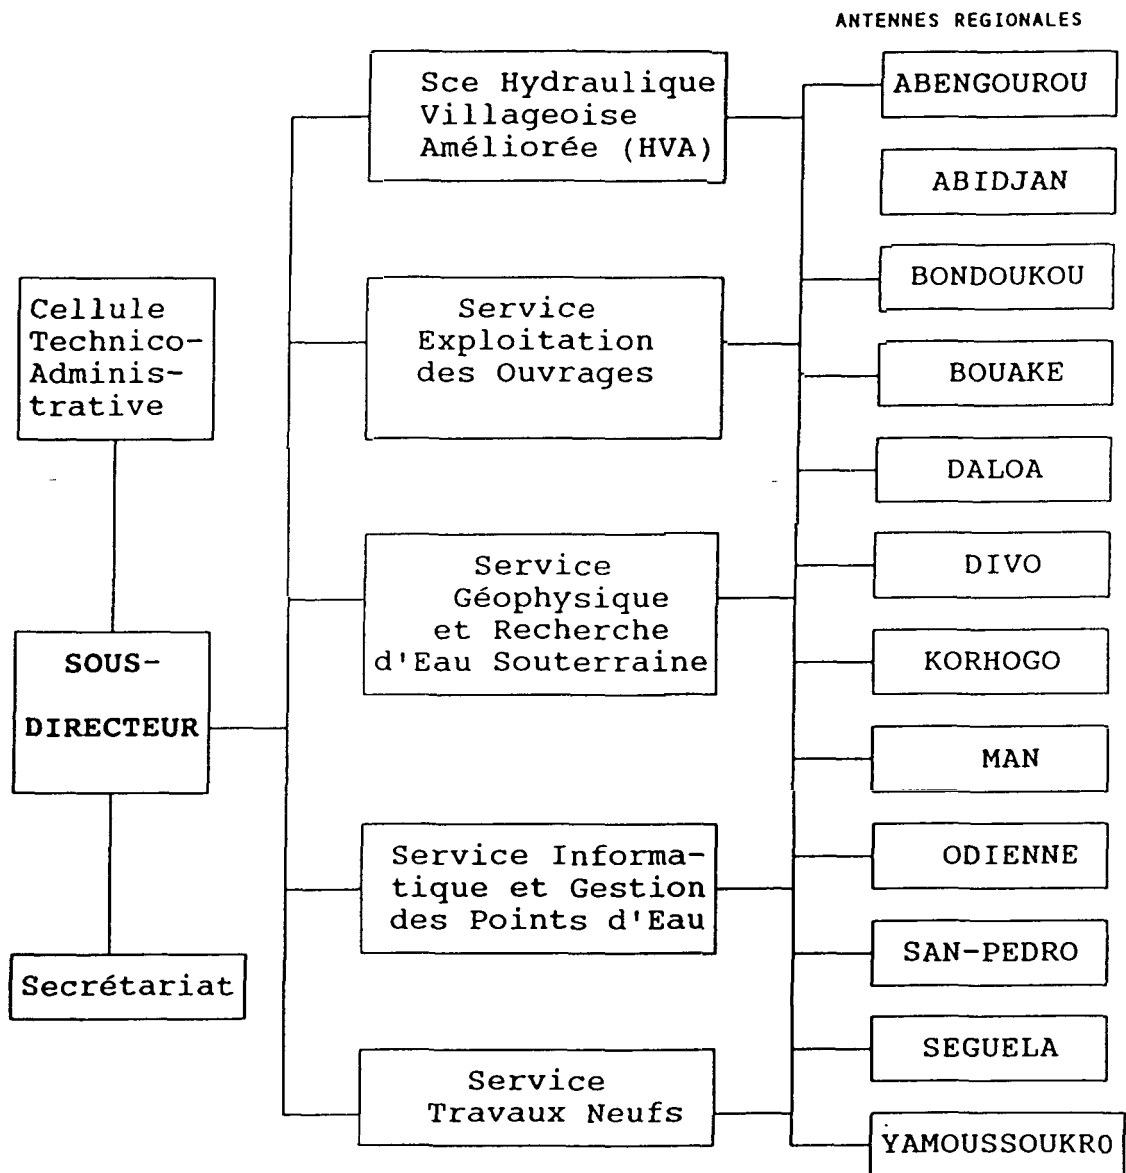 ANTENNES REGIONALES
Sce Hydraulique
Villageoise
Améliorée (HVA)
Service
Exploitation
des Ouvrages
Service
Géophysique
et Recherche
d'Eau Souterraine
Service Informa-
tique et Gestion
des Points d'Eau
Service
Travaux Neufs
Cellule
Technico-
Adminis-
trative
SOUS-
DIRECTEUR
Secrétariat
ABENGOUROU
ABIDJAN
BONDOUKOU
BOUAKE
DALOA
DIVO
KORHOGO
MAN
ODIENNE
SAN-PEDRO
SEGUELA
YAMOUSSOUKRO